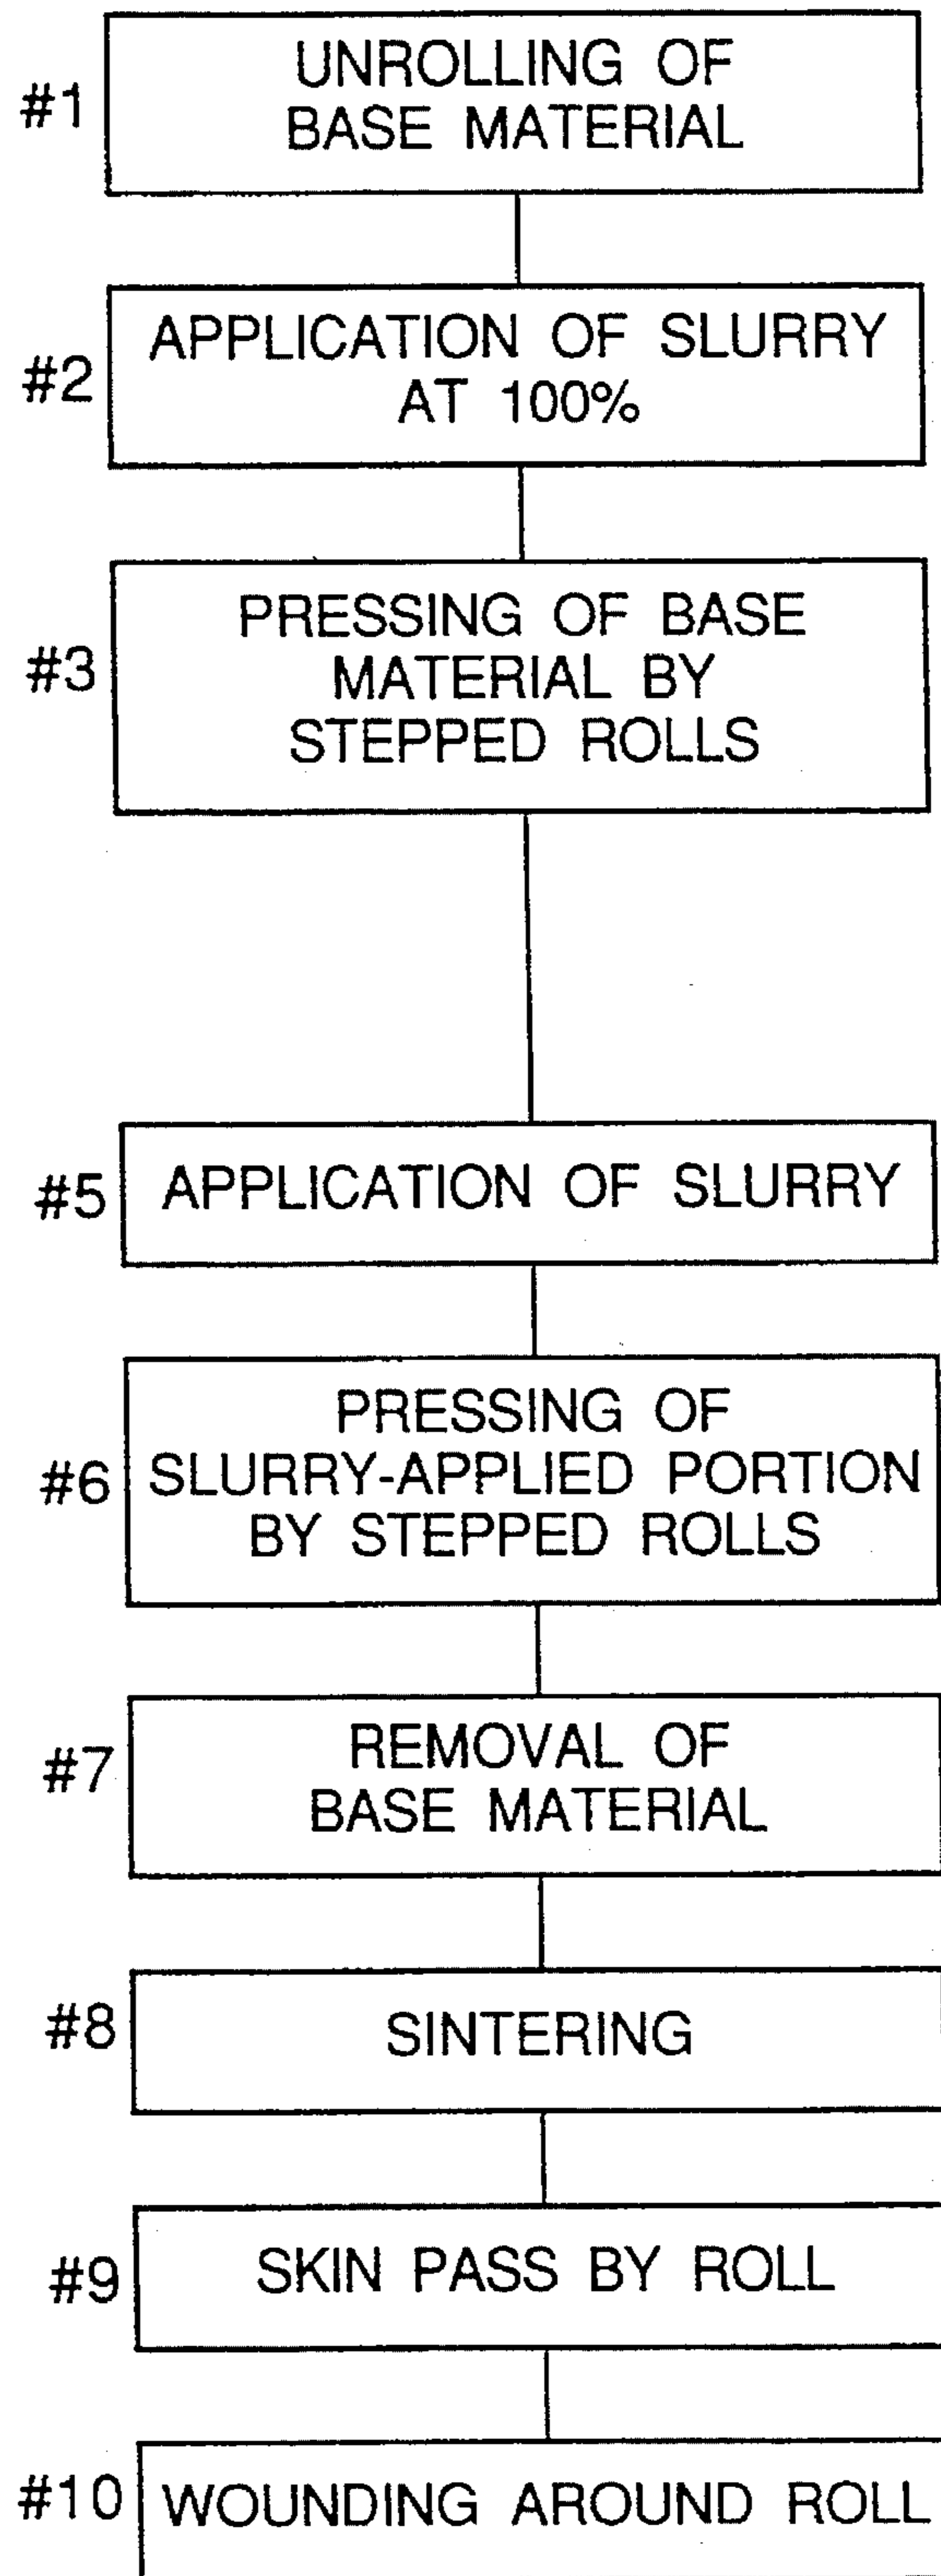 #1
UNROLLING OF
BASE MATERIAL
#2
APPLICATION OF SLURRY
AT 100%
#3
PRESSING OF BASE
MATERIAL BY
STEPPED ROLLS
#5
APPLICATION OF SLURRY
#6
PRESSING OF
SLURRY-APPLIED PORTION
BY STEPPED ROLLS
#7
REMOVAL OF
BASE MATERIAL
#8
SINTERING
#9
SKIN PASS BY ROLL
#10
WOUNDING AROUND ROLL